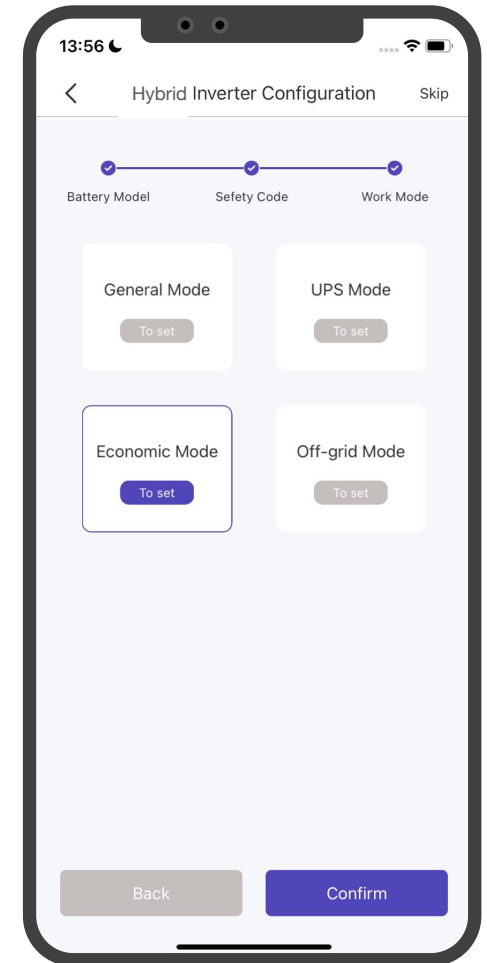 13:56
Hybrid Inverter Configuration Skip
Battery Model Sefety Code Work Mode
General Mode UPS Mode
To set To set
Economic Mode Off-grid Mode
To set To set
Back Confirm